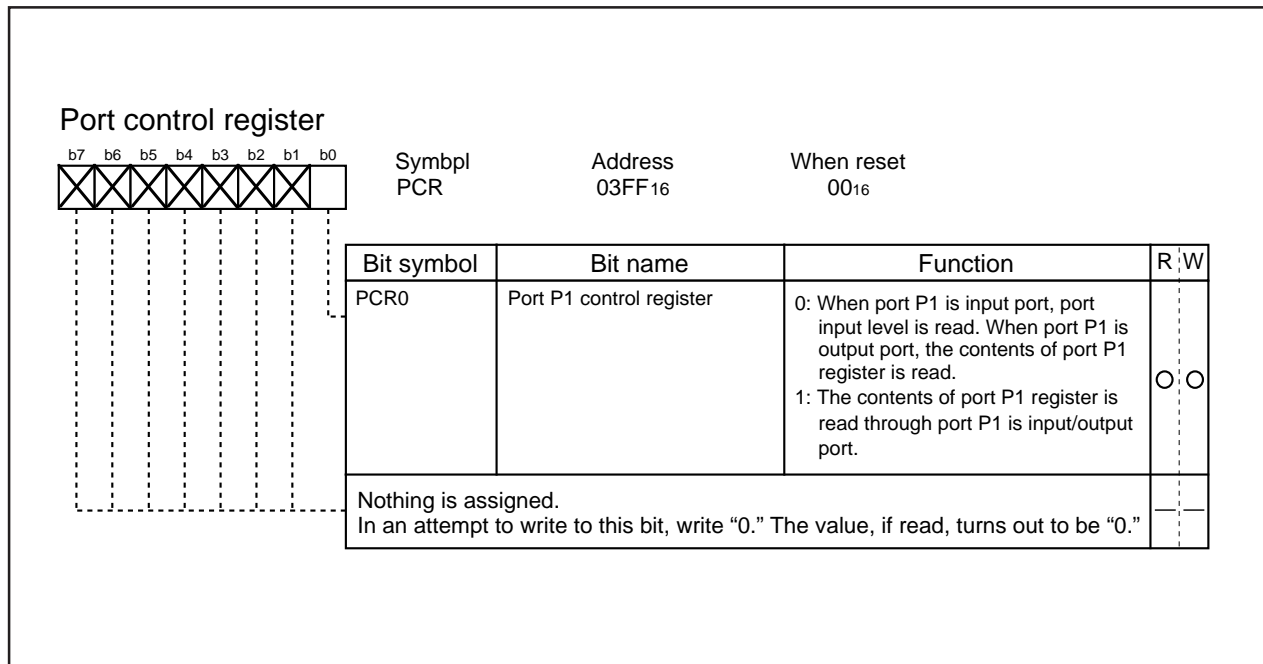 Port control register
b7 b6 b5 b4 b3 b2 b1 b0
Symbpl Address When reset
PCR 03FF16 0016
Bit symbol Bit name Function R W
PCR0 Port P1 control register 0: When port P1 is input port, port
input level is read. When port P1 is
output port, the contents of port P1
register is read.
1: The contents of port P1 register is
read through port P1 is input/output
port.
Nothing is assigned.
In an attempt to write to this bit, write “0.” The value, if read, turns out to be “0.”